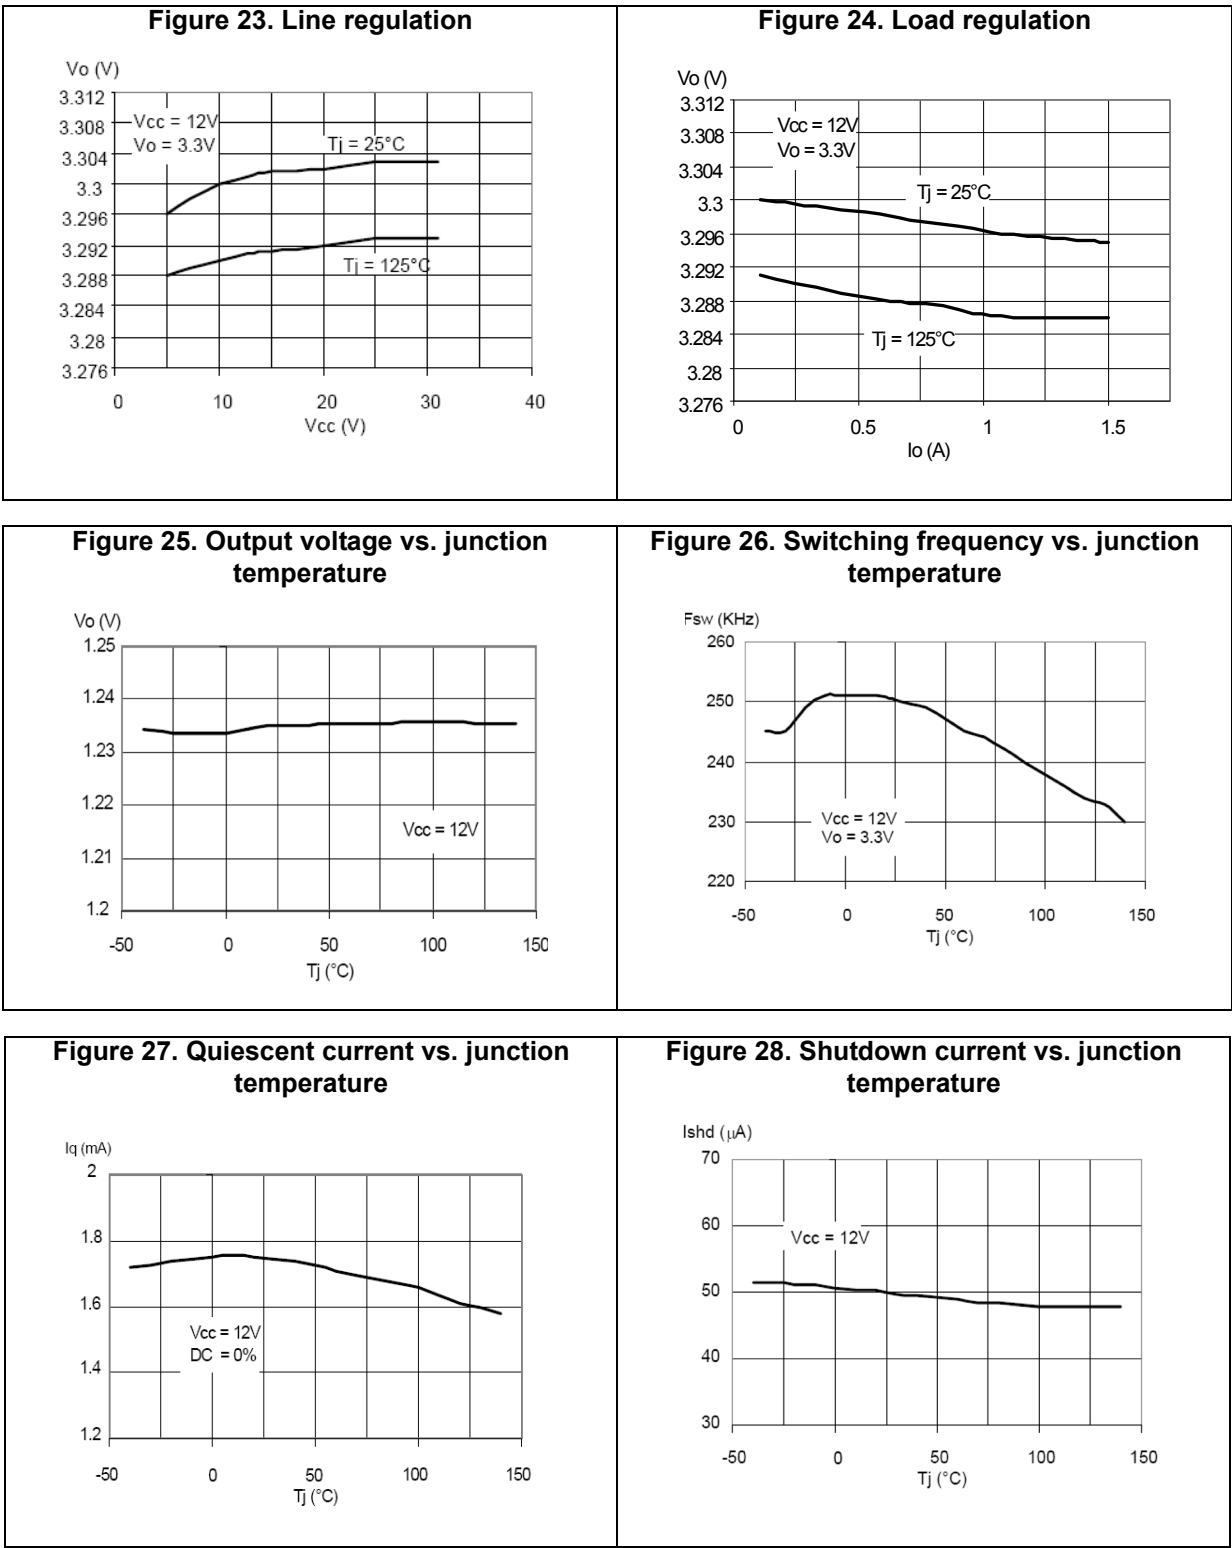 Figure 23. Line regulation
Vo (V)
3.312
3.308
3.304
3.3
3.296
3.292
3.288
3.284
3.28
3.276
Vcc = 12V
Vo = 3.3V
Tj = 25°C
Tj = 125°C
0 10 20 30 40
Vcc (V)
Figure 24. Load regulation
Vo (V)
3.312
3.308
3.304
3.3
3.296
3.292
3.288
3.284
3.28
3.276
Vcc = 12V
Vo = 3.3V
Tj = 25°C
Tj = 125°C
0 0.5 1 1.5
Io (A)
Figure 25. Output voltage vs. junction
temperature
Vo (V)
1.25
1.24
1.23
1.22
1.21
1.2
Vcc = 12V
-50 0 50 100 150
Tj (°C)
Figure 26. Switching frequency vs. junction
temperature
Fsw (KHz)
260
250
240
230
220
Vcc = 12V
Vo = 3.3V
-50 0 50 100 150
Tj (°C)
Figure 27. Quiescent current vs. junction
temperature
Iq (mA)
2
1.8
1.6
1.4
1.2
Vcc = 12V
DC = 0%
-50 0 50 100 150
Tj (°C)
Figure 28. Shutdown current vs. junction
temperature
Ishd (μA)
70
60
50
40
30
Vcc = 12V
-50 0 50 100 150
Tj (°C)